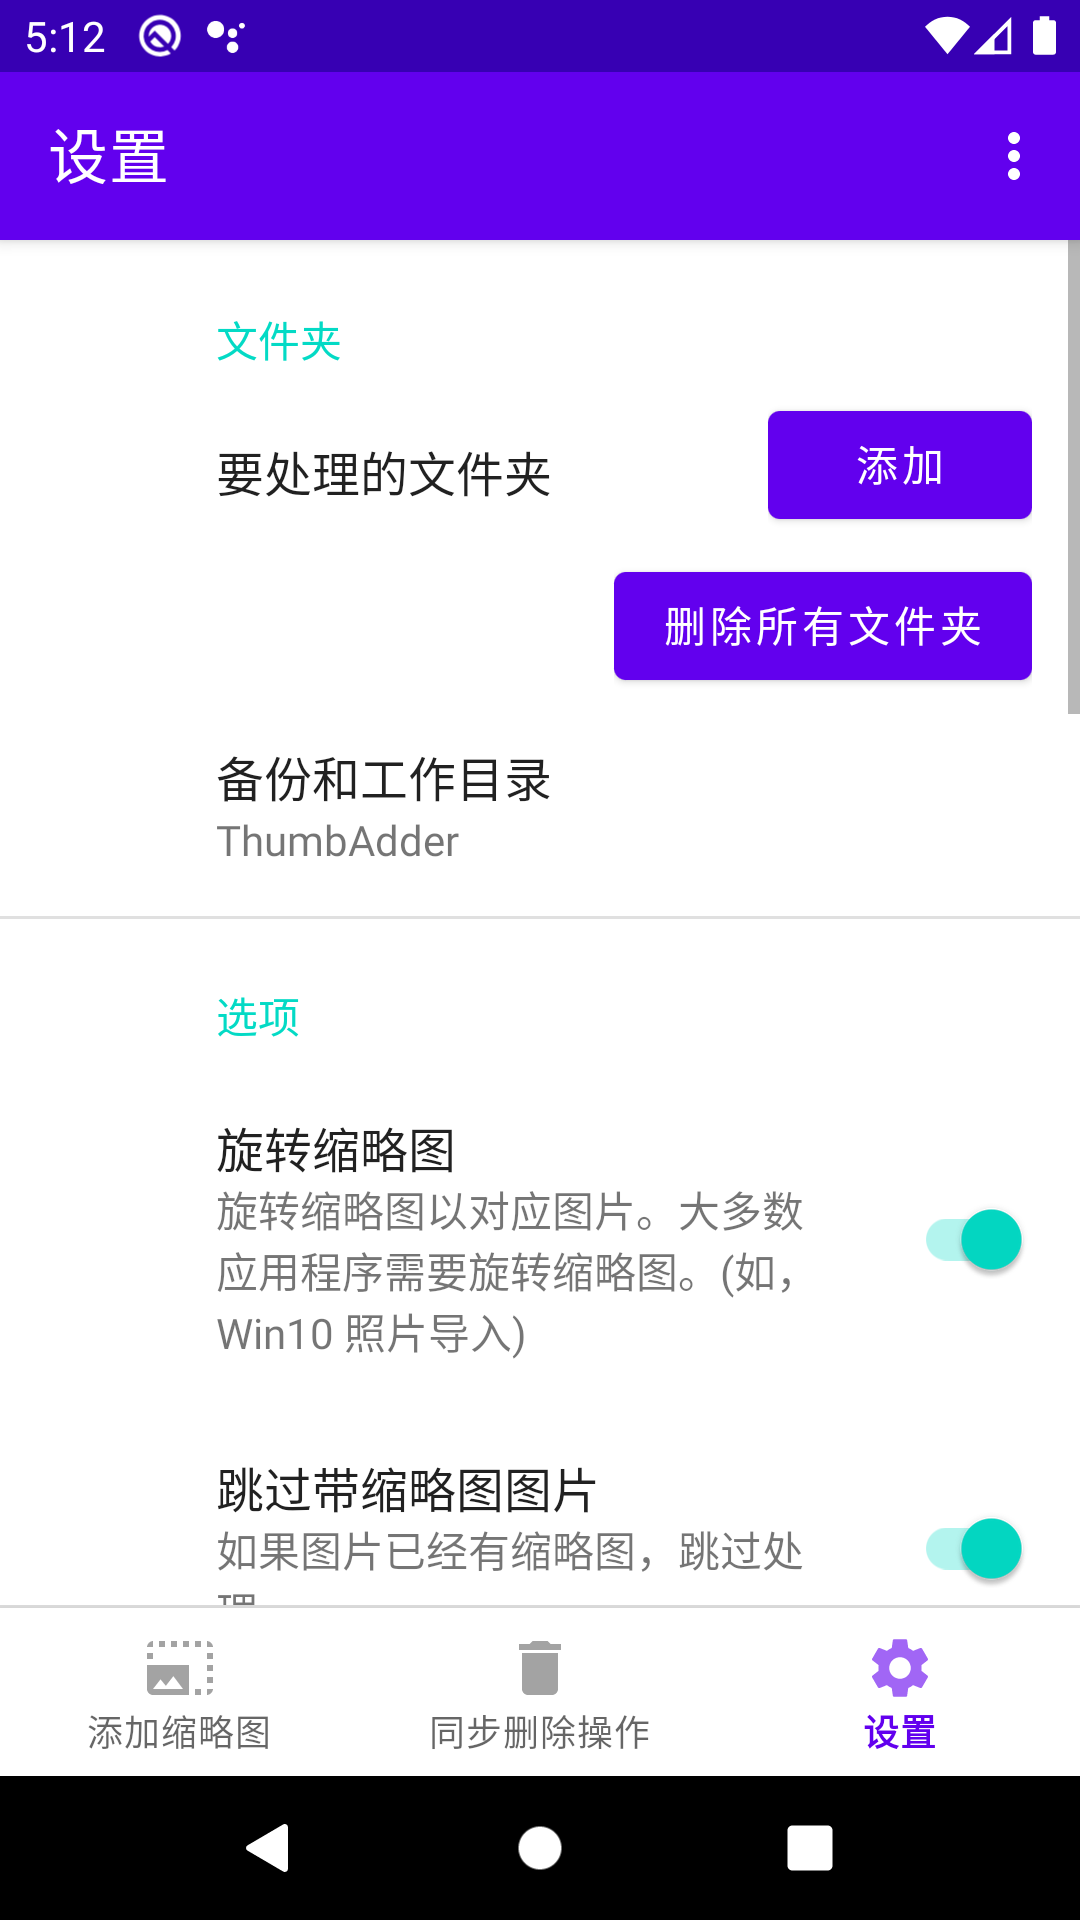 5:12
设置
文件夹
要处理的文件夹
添加
删除所有文件夹
备份和工作目录
ThumbAdder
选项
旋转缩略图
旋转缩略图以对应图片。大多数
应用程序需要旋转缩略图。(如，
Win10 照片导入)
跳过带缩略图图片
如果图片已经有缩略图，跳过处
理
添加缩略图
同步删除操作
设置